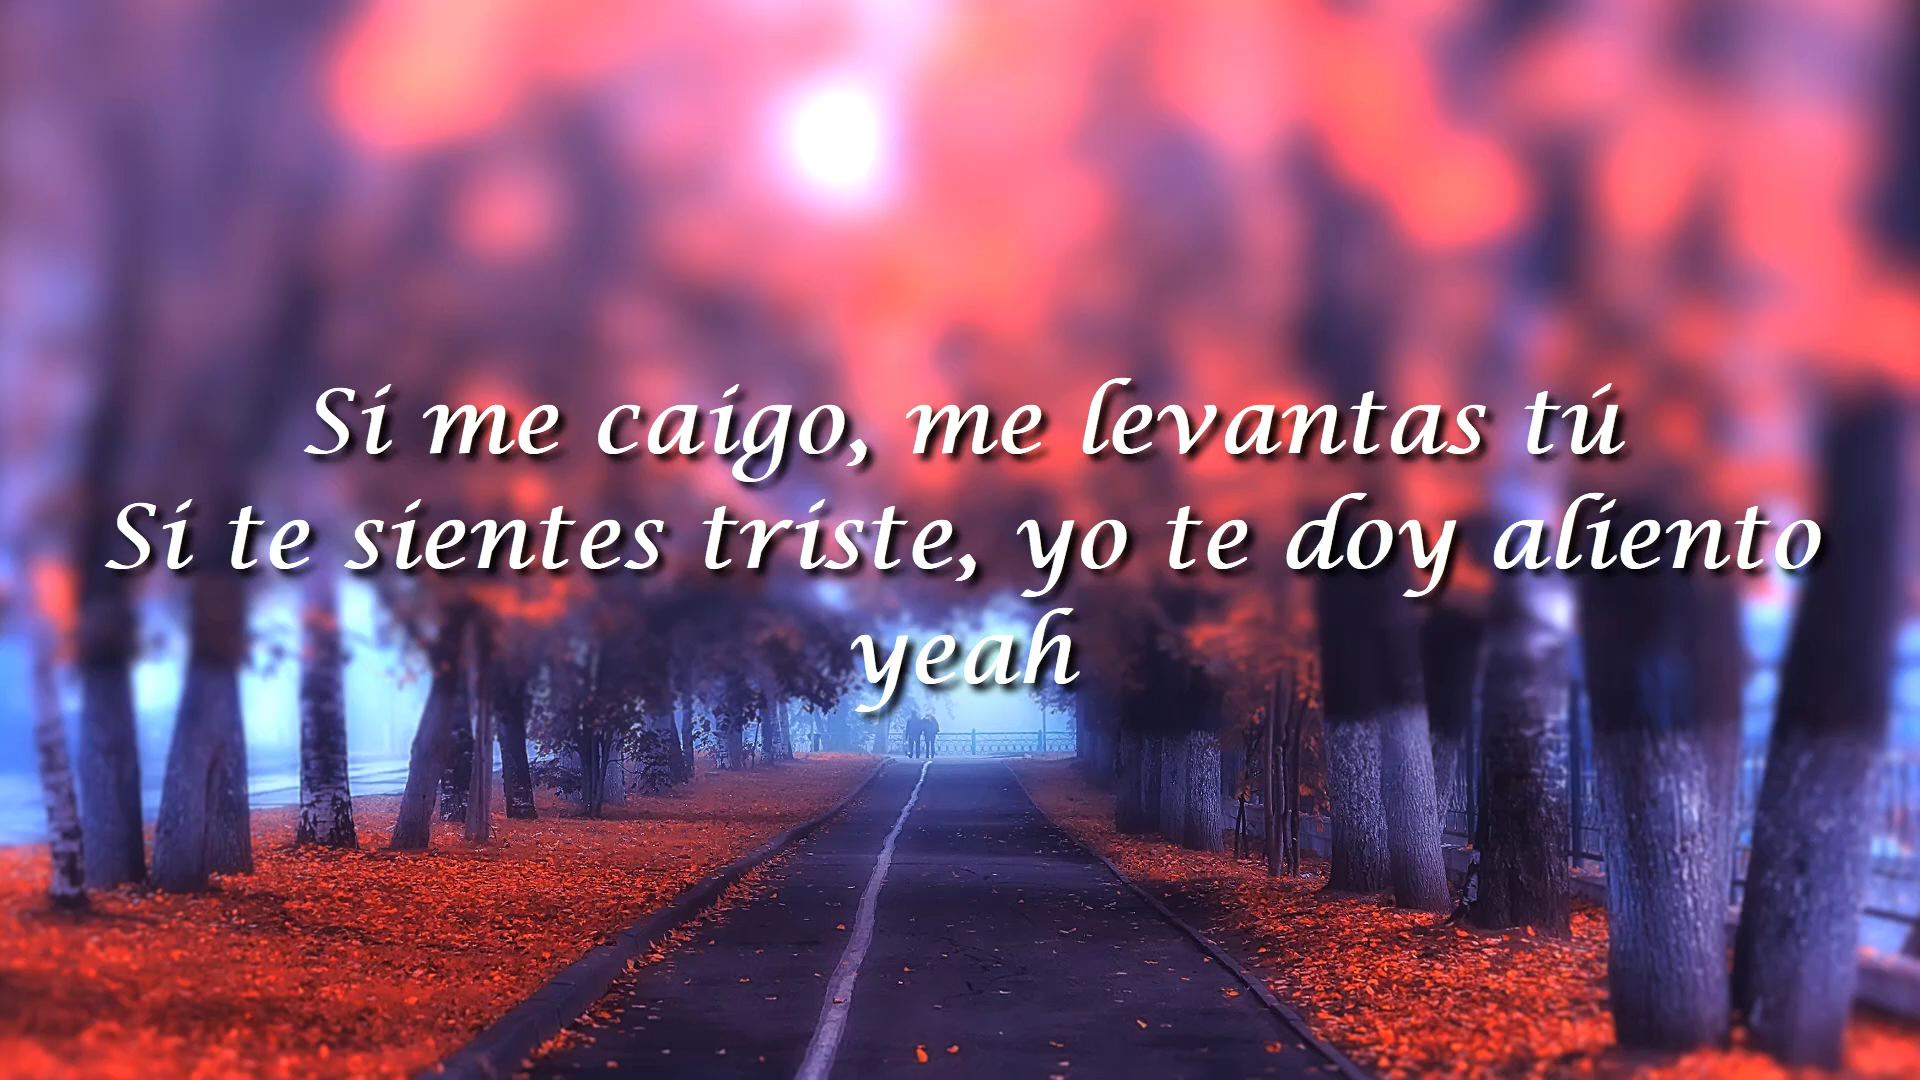 Si me caigo, me levantas tú
Si te sientes triste, yo te doy aliento
yeah